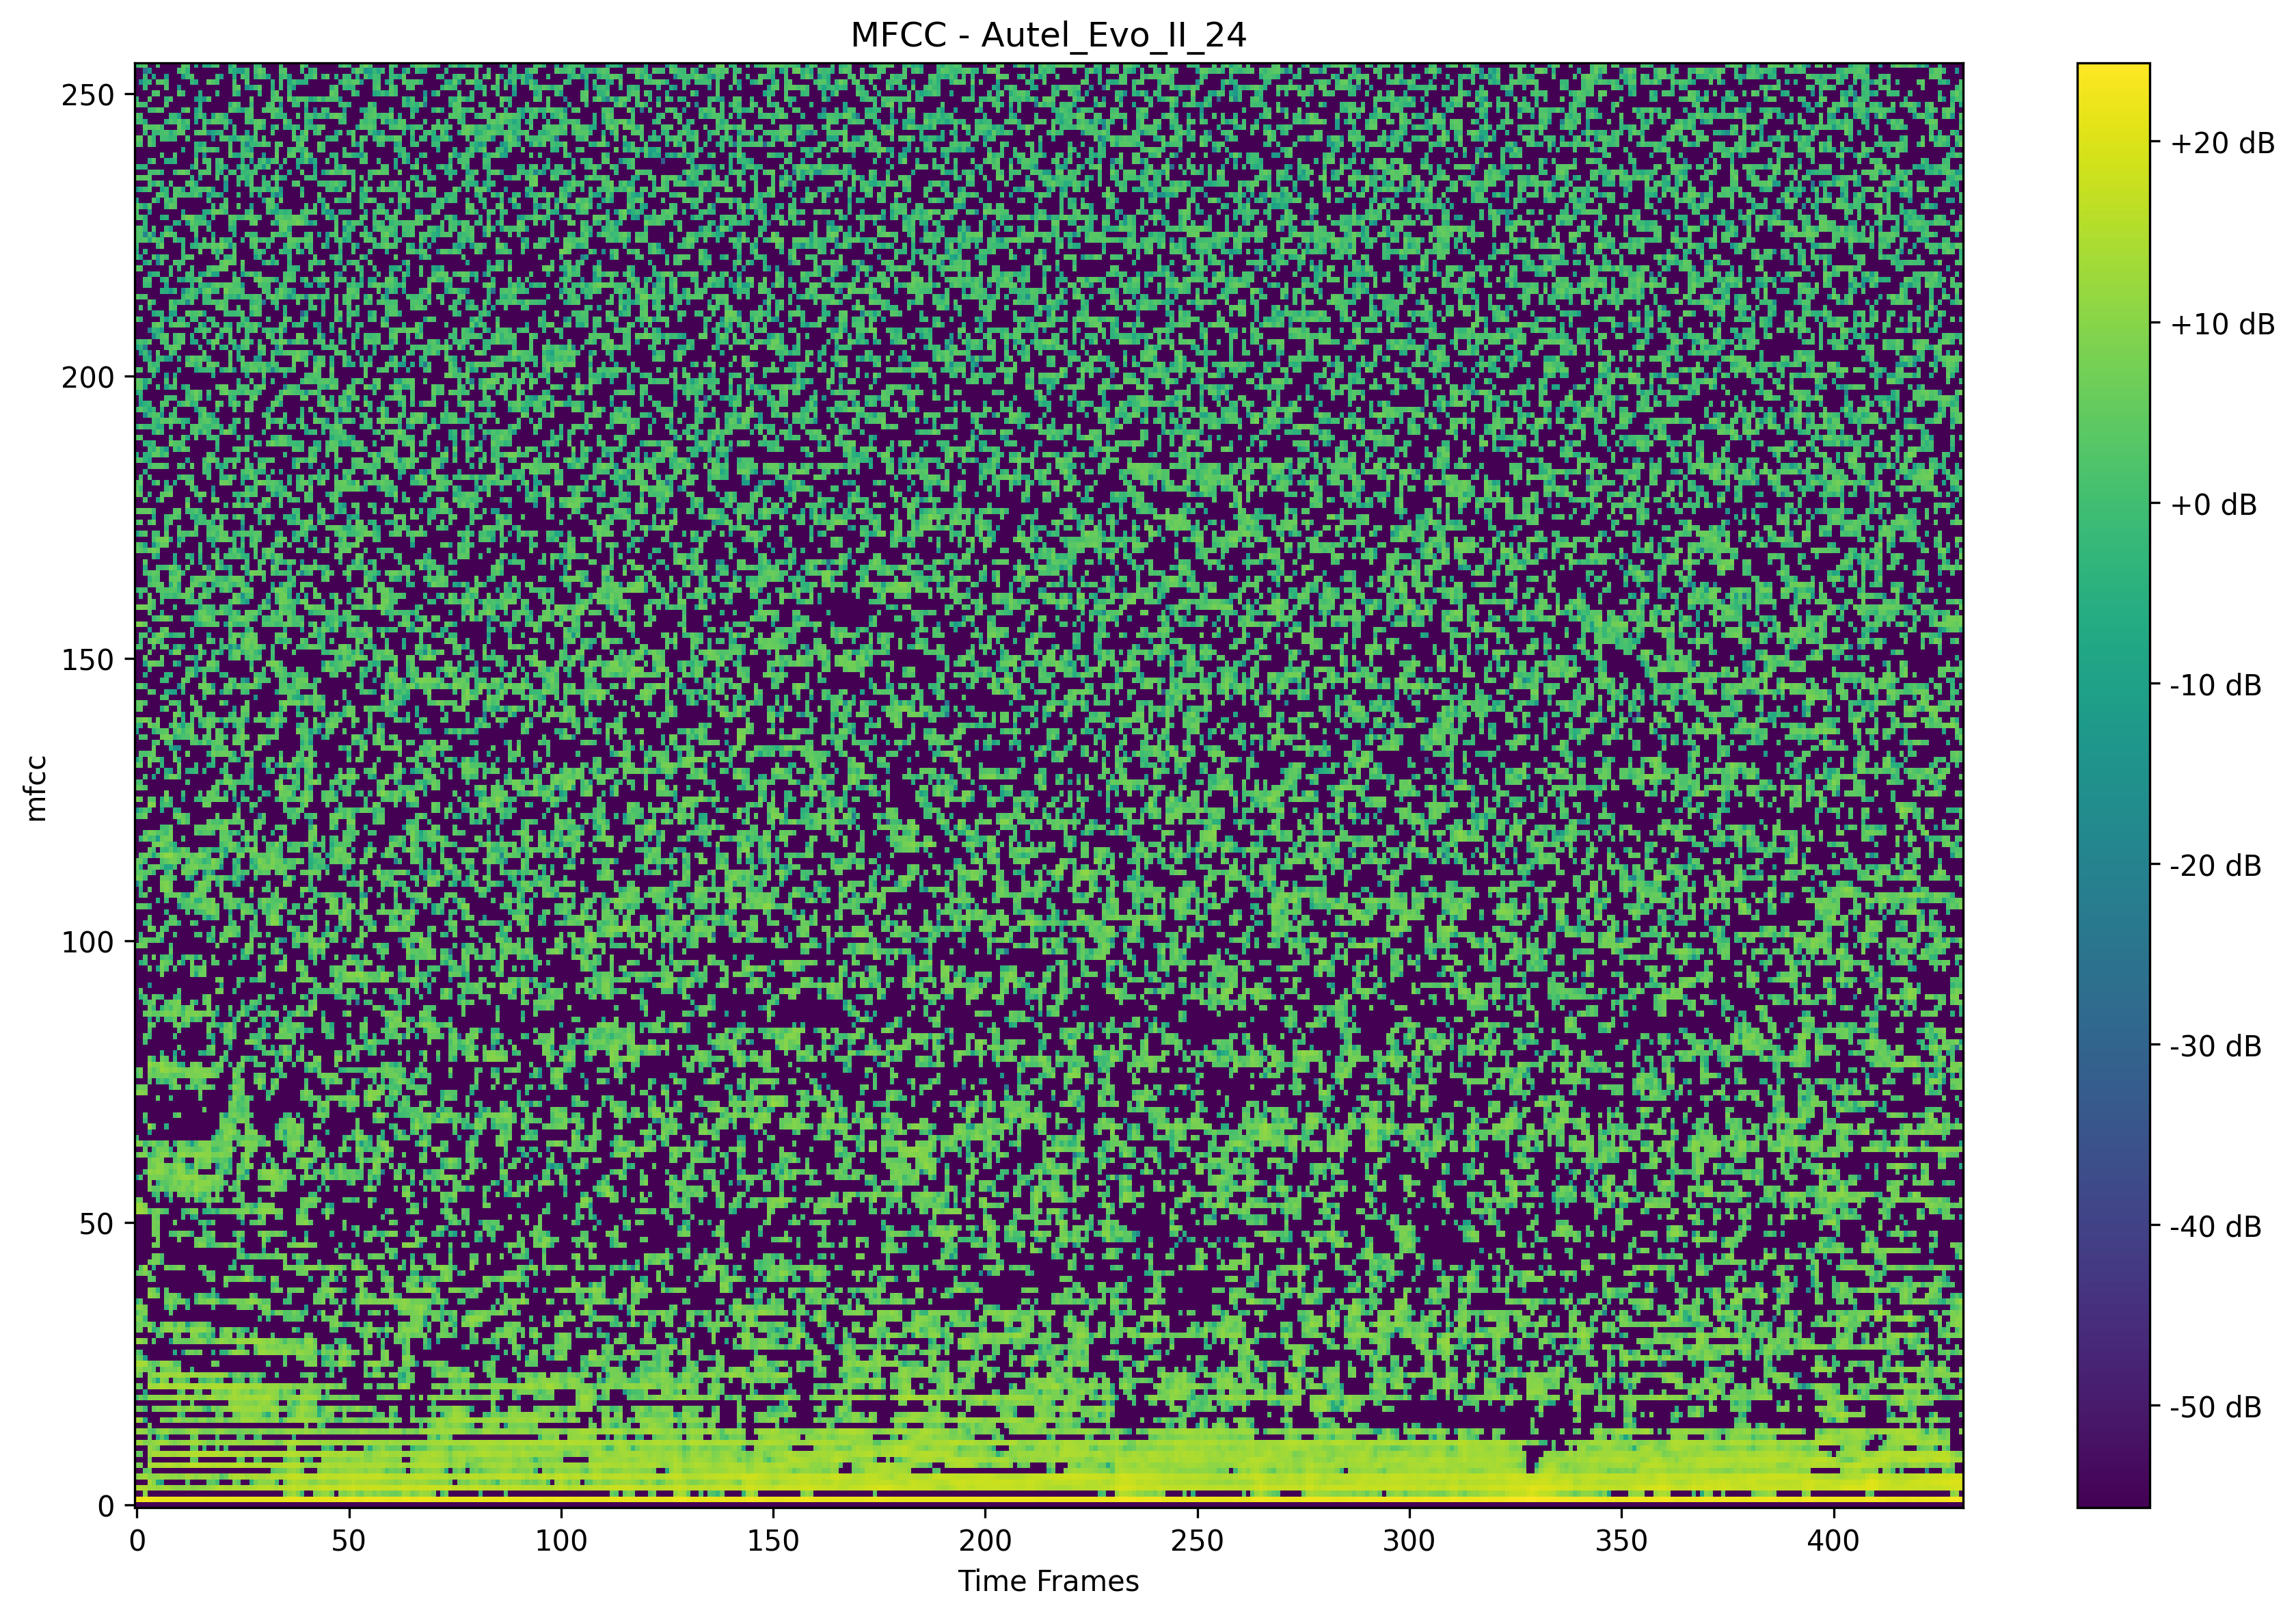 MFCC - Autel_Evo_II_24
250
200
150
100
50
0
mfcc
0 50 100 150 200 250 300 350 400
Time Frames
+20 dB
+10 dB
+0 dB
-10 dB
-20 dB
-30 dB
-40 dB
-50 dB